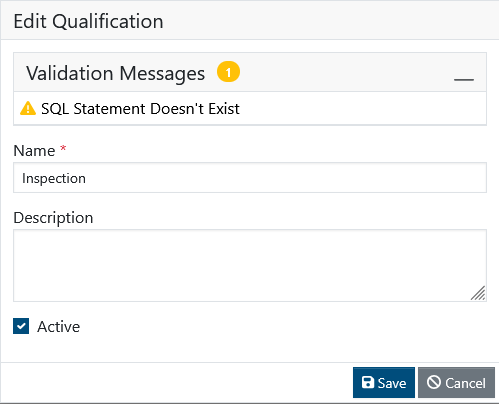 Edit Qualification
Validation Messages 1
SQL Statement Doesn't Exist
Name *
Inspection
Description
Active
Save Cancel